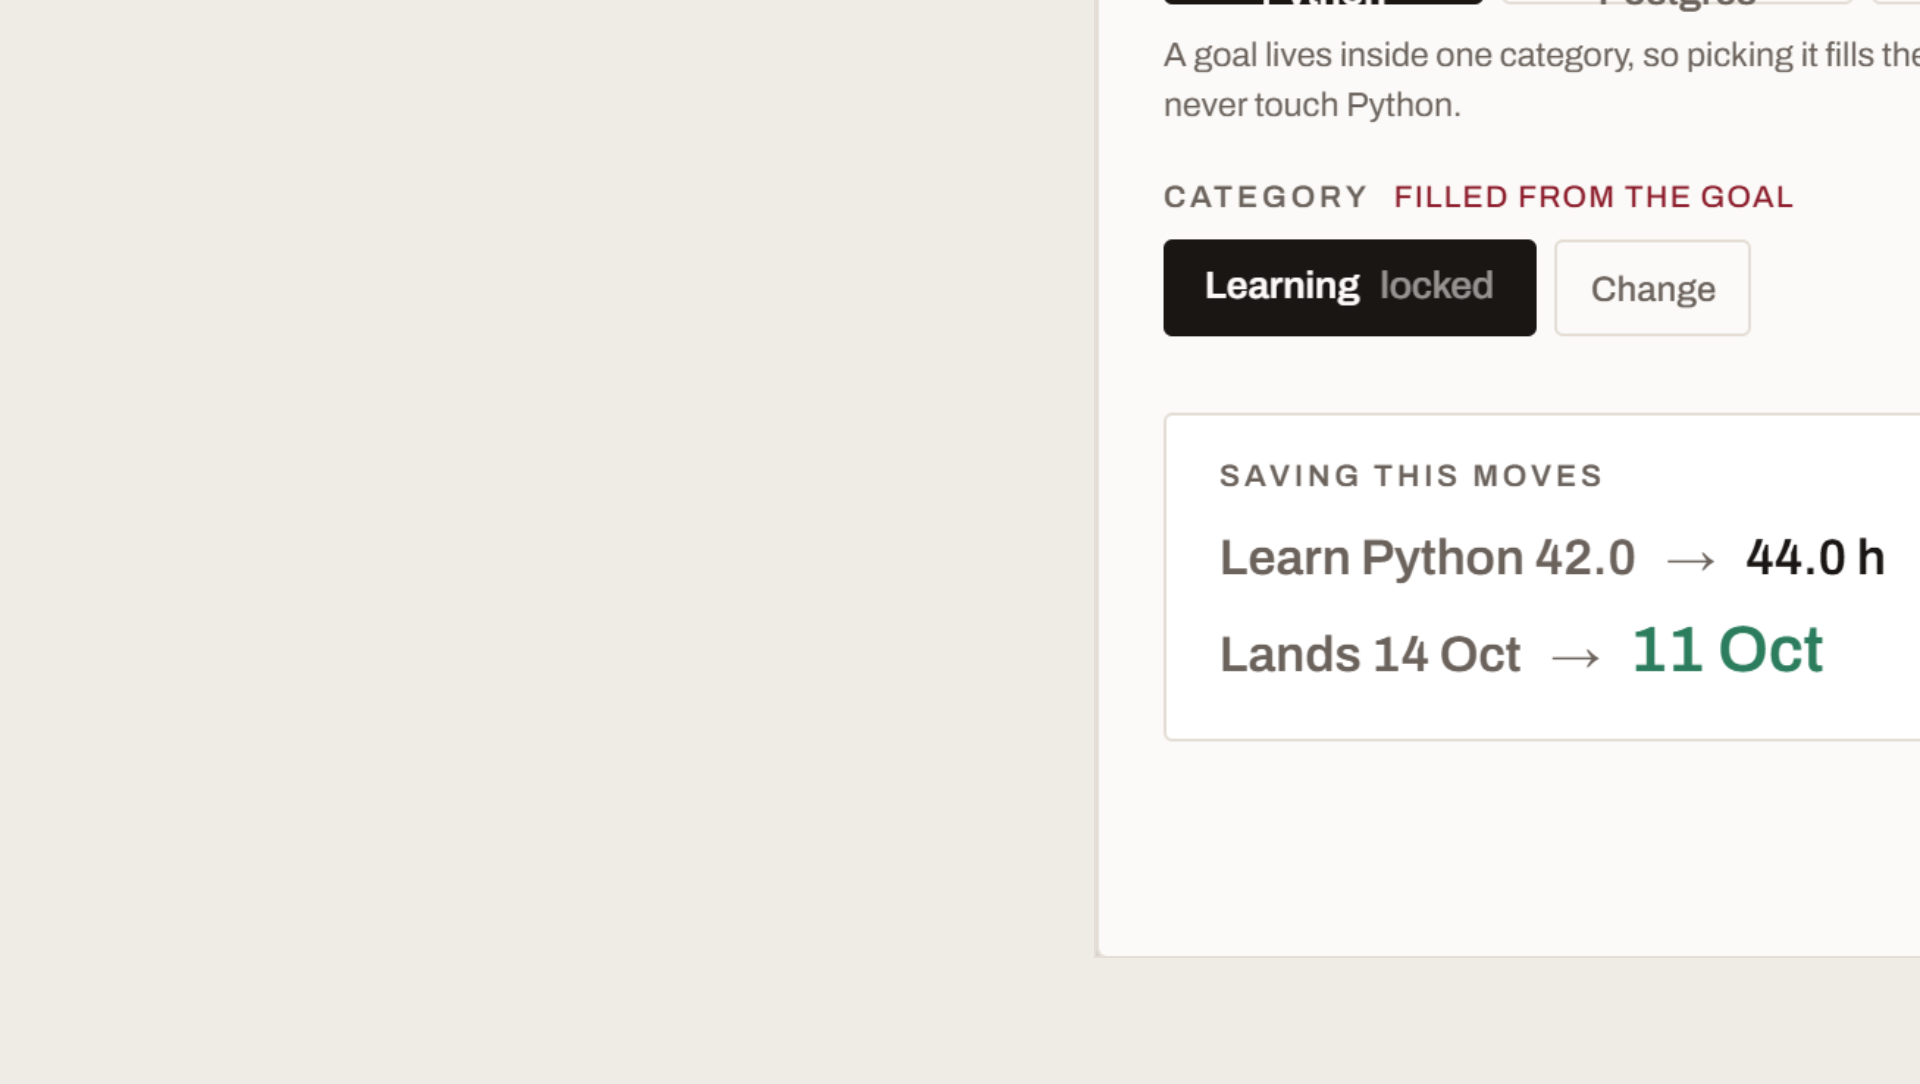 A goal lives inside one category, so picking it fills the
never touch Python.
CATEGORY FILLED FROM THE GOAL
Learning locked Change
SAVING THIS MOVES
Learn Python 42.0 → 44.0 h
Lands 14 Oct → 11 Oct